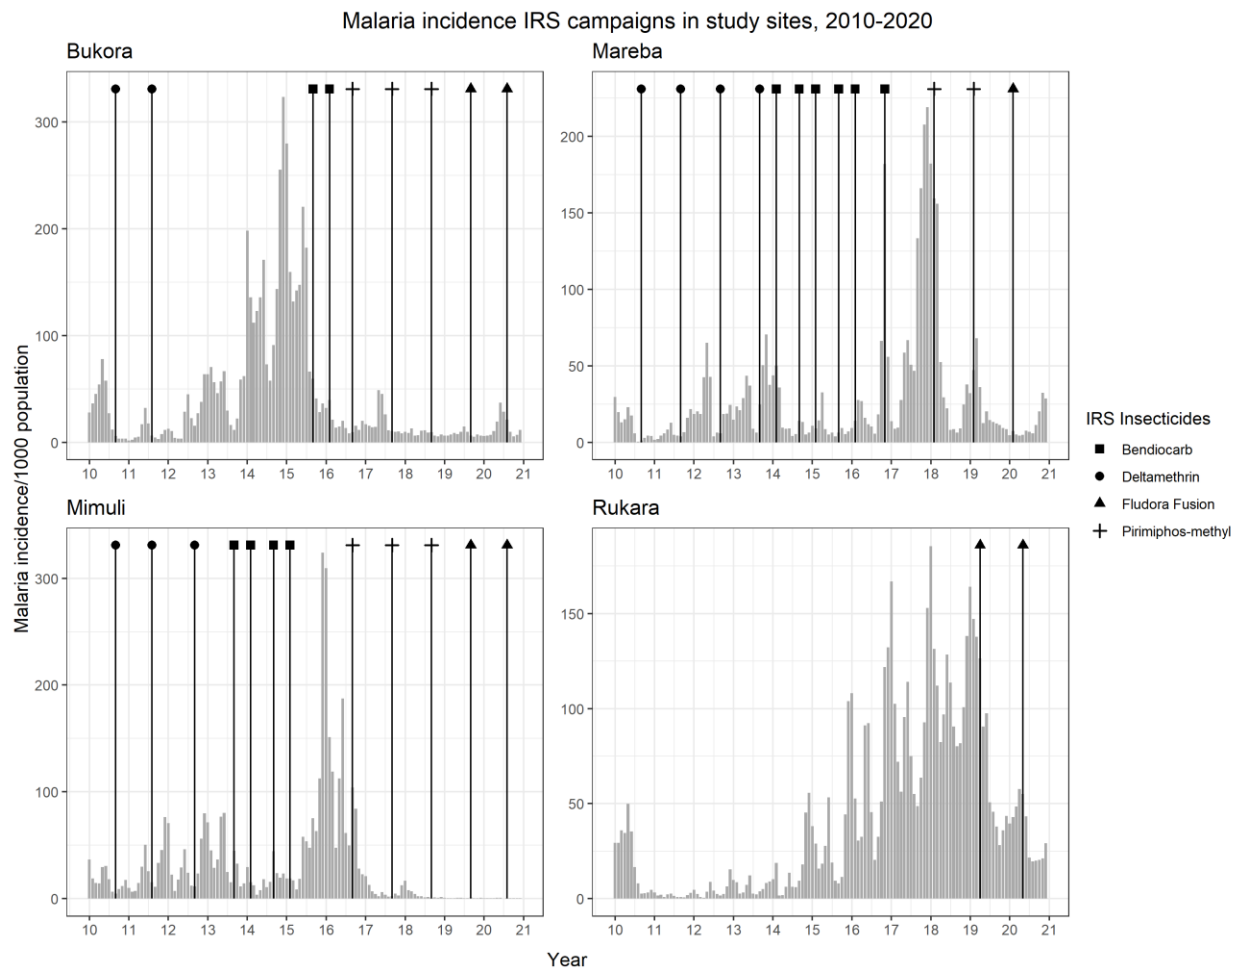 Malaria incidence IRS campaigns in study sites, 2010-2020
Bukora
Mareba
300
200
100
0
10 11 12 13 14 15 16 17 18 19 20 21
200
150
100
50
0
10 11 12 13 14 15 16 17 18 19 20 21
Malaria incidence/1000 population
Mimuli
Rukara
300
200
100
0
10 11 12 13 14 15 16 17 18 19 20 21
150
100
50
0
10 11 12 13 14 15 16 17 18 19 20 21
Year
IRS Insecticides
Bendiocarb
Deltamethrin
Fludora Fusion
Pirimiphos-methyl